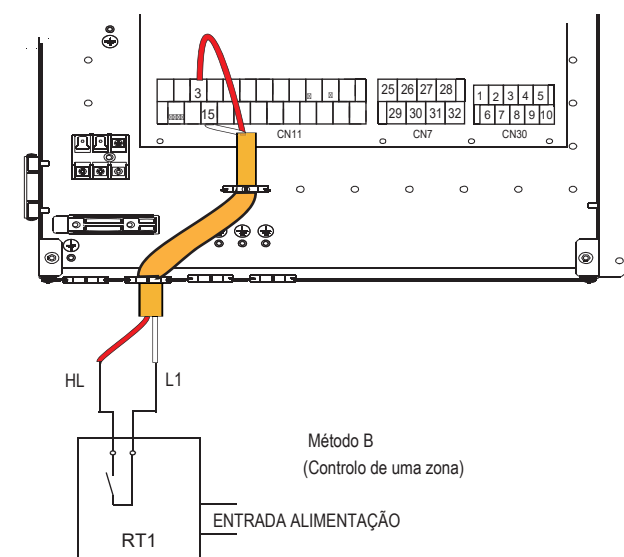 3
15
CN11
25 26 27 28
29 30 31 32
CN7
1 2 3 4 5
6 7 8 9 10
CN30
HL
L1
Método B
(Controlo de uma zona)
ENTRADA ALIMENTAÇÃO
RT1